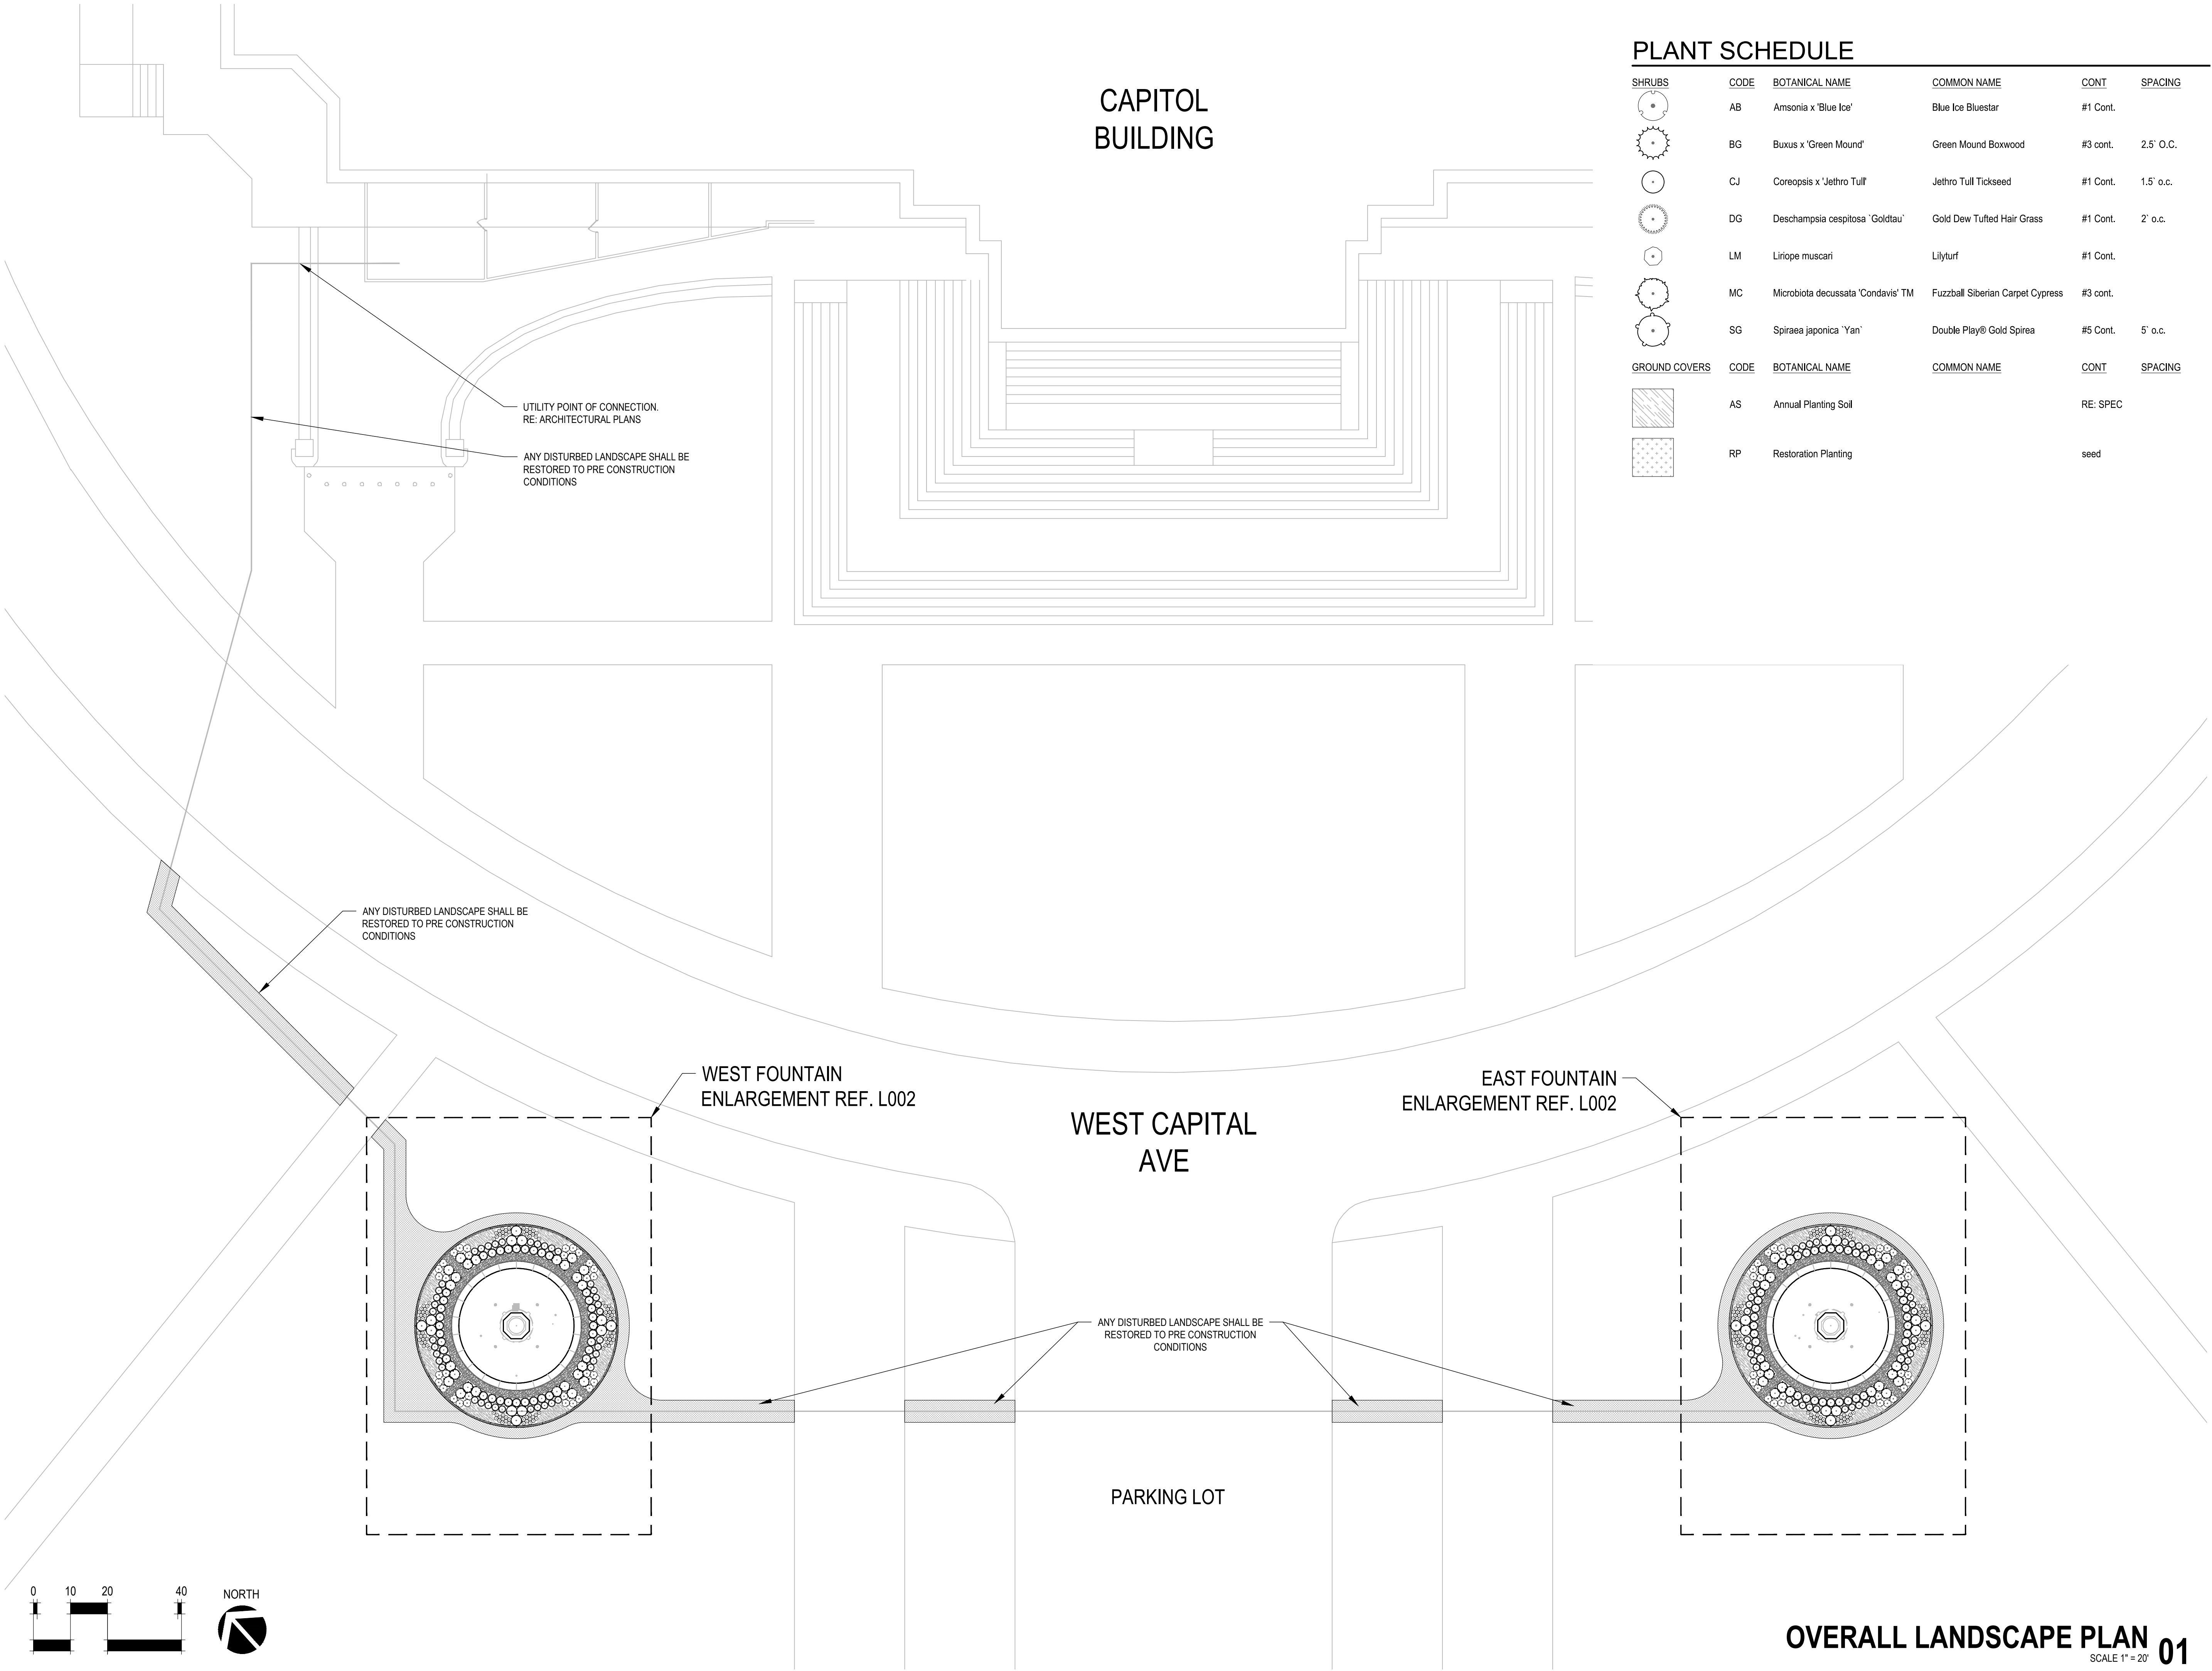 PLANT SCHEDULE
SHRUBS CODE BOTANICAL NAME COMMON NAME CONT SPACING
AB Amsonia x 'Blue Ice' Blue Ice Bluestar #1 Cont.
BG Buxus x 'Green Mound' Green Mound Boxwood #3 cont. 2.5` O.C.
CJ Coreopsis x 'Jethro Tull' Jethro Tull Tickseed #1 Cont. 1.5` o.c.
DG Deschampsia cespitosa `Goldtau` Gold Dew Tufted Hair Grass #1 Cont. 2` o.c.
LM Liriope muscari Lilyturf #1 Cont.
MC Microbiota decussata 'Condavis' TM Fuzzball Siberian Carpet Cypress #3 cont.
SG Spiraea japonica `Yan` Double Play® Gold Spirea #5 Cont. 5` o.c.
GROUND COVERS CODE BOTANICAL NAME COMMON NAME CONT SPACING
AS Annual Planting Soil RE: SPEC
RP Restoration Planting seed
CAPITOL
BUILDING
UTILITY POINT OF CONNECTION.
RE: ARCHITECTURAL PLANS
ANY DISTURBED LANDSCAPE SHALL BE
RESTORED TO PRE CONSTRUCTION
CONDITIONS
ANY DISTURBED LANDSCAPE SHALL BE
RESTORED TO PRE CONSTRUCTION
CONDITIONS
WEST FOUNTAIN
ENLARGEMENT REF. L002
WEST CAPITAL
AVE
EAST FOUNTAIN
ENLARGEMENT REF. L002
ANY DISTURBED LANDSCAPE SHALL BE
RESTORED TO PRE CONSTRUCTION
CONDITIONS
PARKING LOT
0 10 20 40
NORTH
OVERALL LANDSCAPE PLAN 01
SCALE 1" = 20'